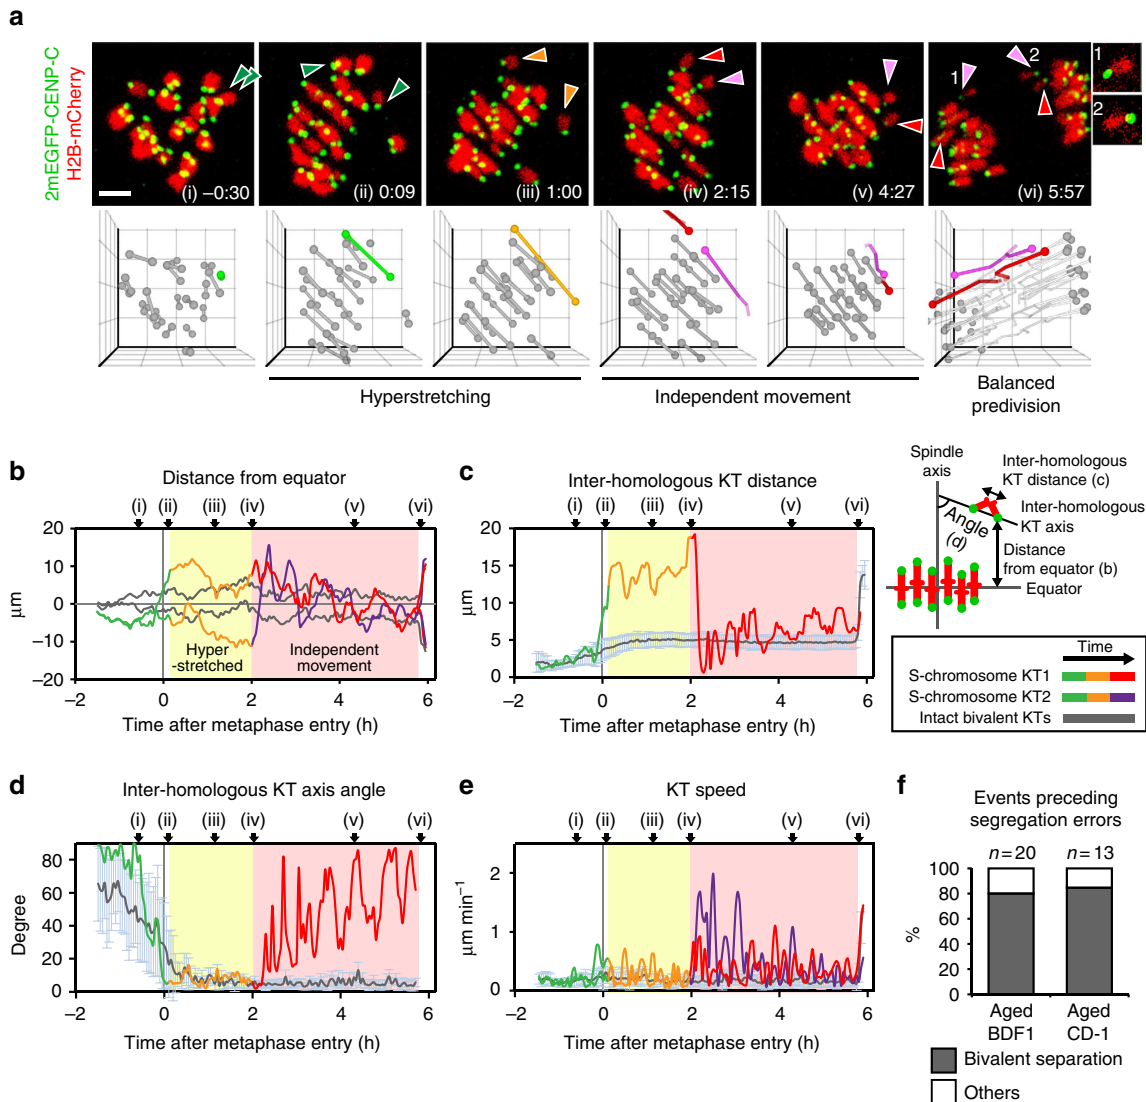 a
2mEGFP-CENP-C
H2B-mCherry
(i) –0:30
(ii) 0:09
(iii) 1:00
(iv) 2:15
(v) 4:27
(vi) 5:57
1
2
1
2
Hyperstretching
Independent movement
Balanced
predivision
b
Distance from equator
(i)
(ii)
(iii)
(iv)
(v)
(vi)
20
10
0
–10
–20
µm
Hyper
-stretched
Independent
movement
–2
0
2
4
6
Time after metaphase entry (h)
c
Inter-homologous KT distance
(i)
(ii)
(iii)
(iv)
(v)
(vi)
20
15
10
5
0
µm
–2
0
2
4
6
Time after metaphase entry (h)
Spindle
axis
Inter-homologous
KT distance (c)
Inter-homologous
KT axis
Angle
(d)
Distance
from equator (b)
Equator
Time
S-chromosome KT1
S-chromosome KT2
Intact bivalent KTs
d
Inter-homologous KT axis angle
(i)
(ii)
(iii)
(iv)
(v)
(vi)
80
60
40
20
0
Degree
–2
0
2
4
6
Time after metaphase entry (h)
e
KT speed
(i)
(ii)
(iii)
(iv)
(v)
(vi)
2
1
0
µm min⁻¹
–2
0
2
4
6
Time after metaphase entry (h)
f
Events preceding
segregation errors
n = 20
n = 13
100
80
60
40
20
0
%
Aged
BDF1
Aged
CD-1
Bivalent separation
Others